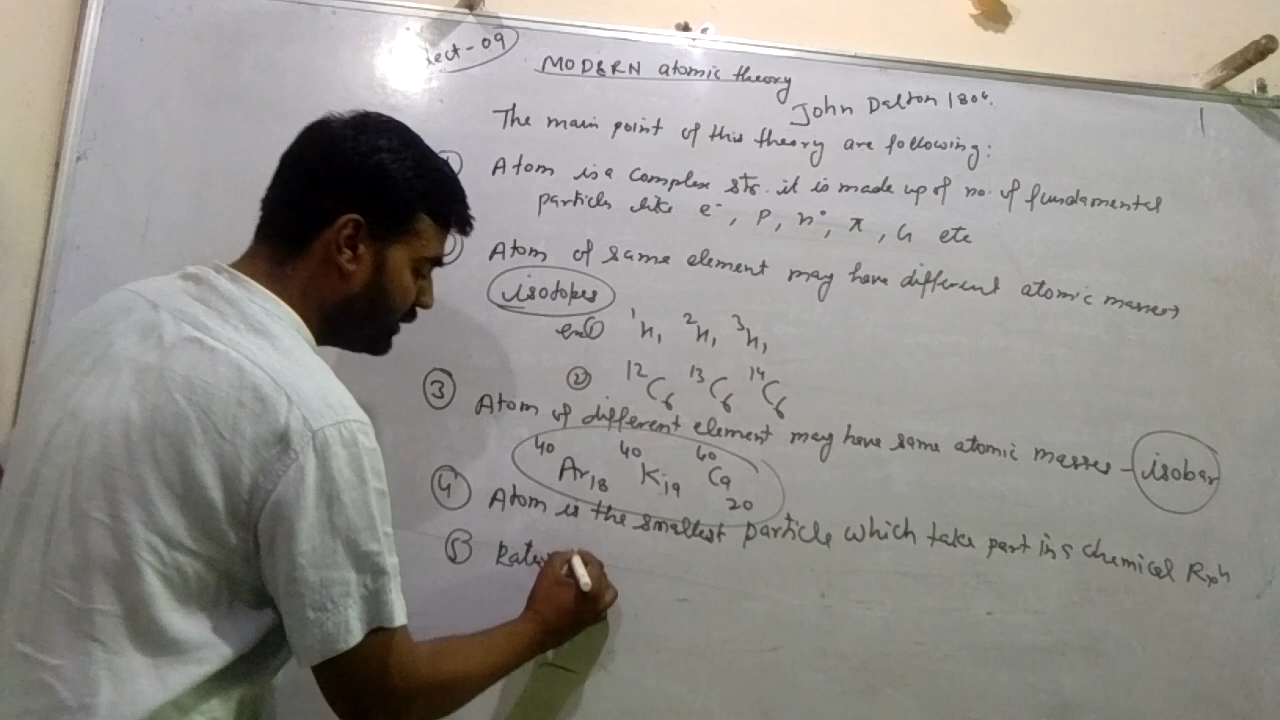 Lect-09
MODERN atomic theory
John Dalton 1804.
The main point of this theory are following:
① Atom is a complex str. it is made up of no. of fundamental
particles like e⁻, p, n°, π, G etc
Atom of same element may have different atomic masses
isotopes
ex① ¹H₁ ²H₁ ³H₁
② ¹²C₆ ¹³C₆ ¹⁴C₆
③ Atom of different element may have same atomic masses - isobar
⁴⁰Ar₁₈ ⁴⁰K₁₉ ⁴⁰Ca₂₀
④ Atom is the smallest particle which take part in a chemical Rxn
⑤